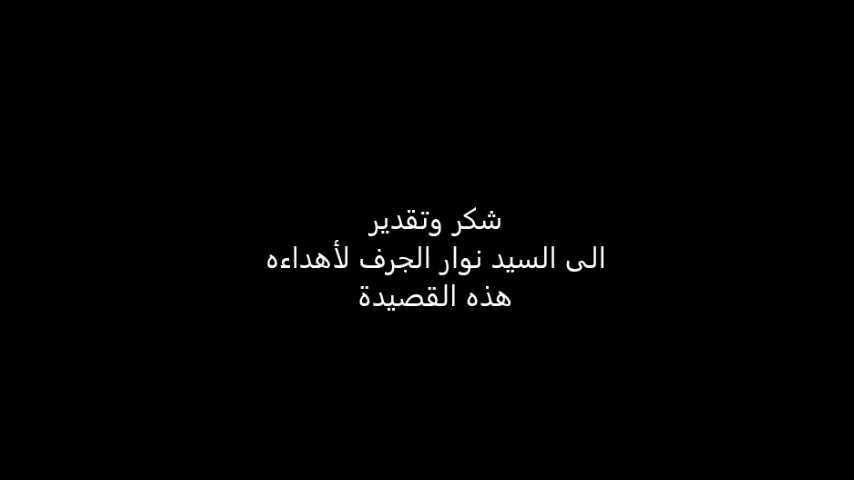 شكر وتقدير
الى السيد نوار الجرف لأهداءه
هذه القصيدة